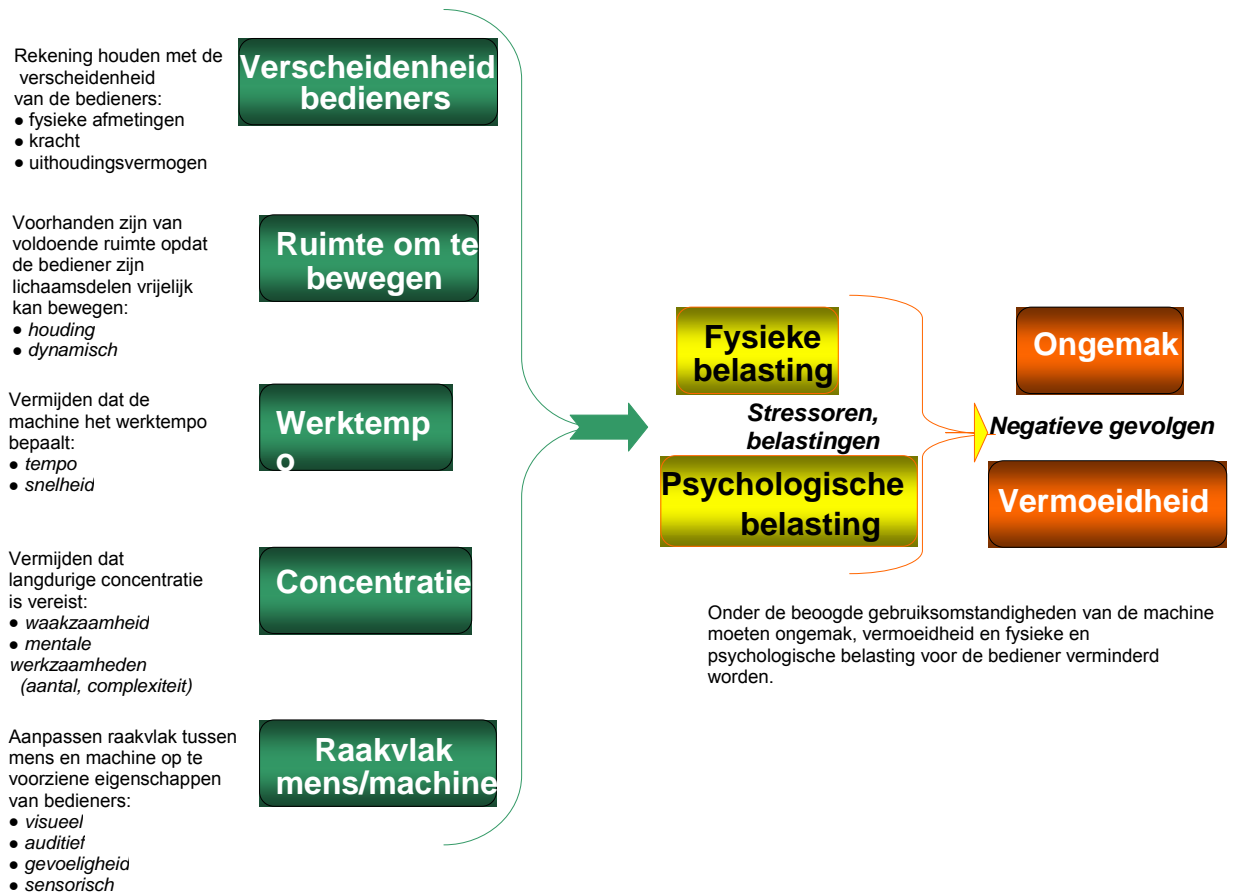 Rekening houden met de
verscheidenheid
van de bedieners:
● fysieke afmetingen
● kracht
● uithoudingsvermogen
Verscheidenheid
bedieners
Voorhanden zijn van
voldoende ruimte opdat
de bediener zijn
lichaamsdelen vrijelijk
kan bewegen:
● houding
● dynamisch
Ruimte om te
bewegen
Vermijden dat de
machine het werktempo
bepaalt:
● tempo
● snelheid
Werktemp
o
Vermijden dat
langdurige concentratie
is vereist:
● waakzaamheid
● mentale
werkzaamheden
(aantal, complexiteit)
Concentratie
Aanpassen raakvlak tussen
mens en machine op te
voorziene eigenschappen
van bedieners:
● visueel
● auditief
● gevoeligheid
● sensorisch
Raakvlak
mens/machine
Fysieke
belasting
Stressoren,
belastingen
Psychologische
belasting
Ongemak
Negatieve gevolgen
Vermoeidheid
Onder de beoogde gebruiksomstandigheden van de machine
moeten ongemak, vermoeidheid en fysieke en
psychologische belasting voor de bediener verminderd
worden.